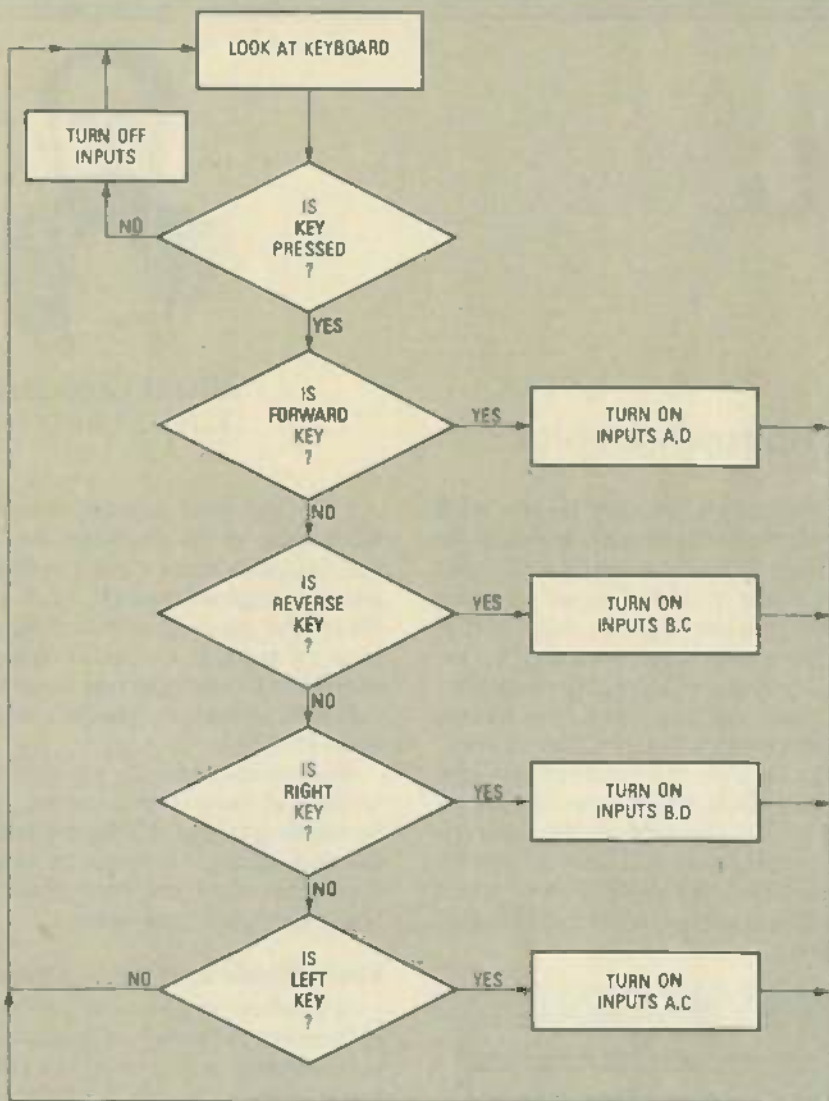 LOOK AT KEYBOARD
TURN OFF
INPUTS
IS
KEY
PRESSED
?
NO
YES
IS
FORWARD
KEY
?
YES
TURN ON
INPUTS A,D
NO
IS
REVERSE
KEY
?
YES
TURN ON
INPUTS B,C
NO
IS
RIGHT
KEY
?
YES
TURN ON
INPUTS B,D
NO
IS
LEFT
KEY
?
NO
YES
TURN ON
INPUTS A,C